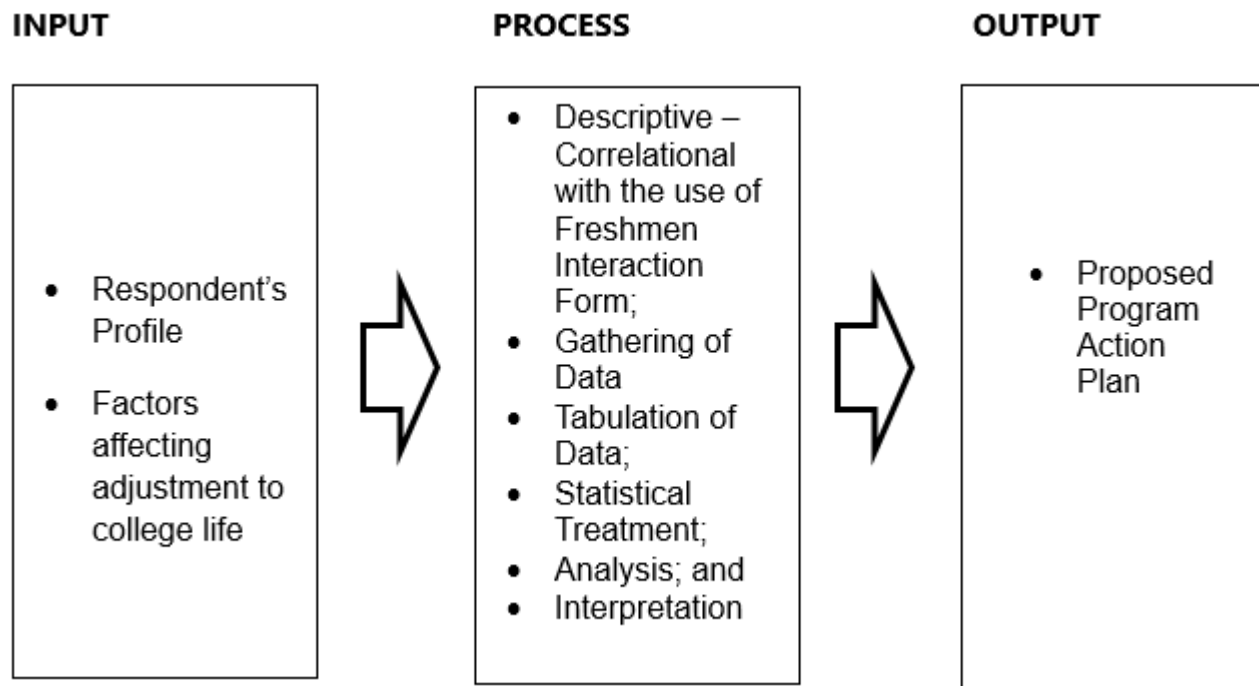 INPUT
PROCESS
OUTPUT
• Respondent’s
Profile
• Factors
affecting
adjustment to
college life
• Descriptive –
Correlational
with the use of
Freshmen
Interaction
Form;
• Gathering of
Data
• Tabulation of
Data;
• Statistical
Treatment;
• Analysis; and
• Interpretation
• Proposed
Program
Action
Plan